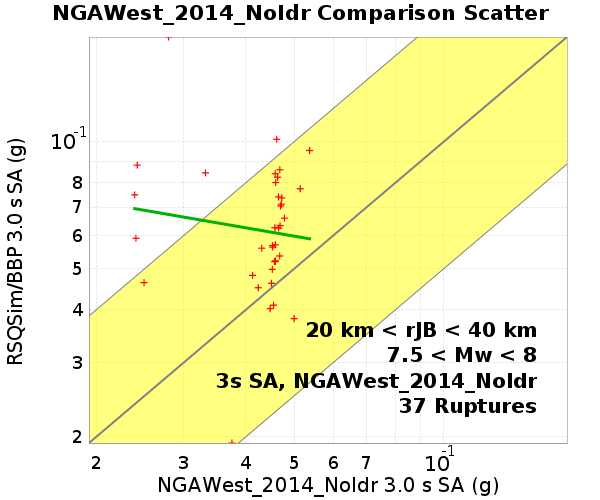 NGAWest_2014_NoIdr Comparison Scatter
RSQSim/BBP 3.0 s SA (g)
10-1
8
7
6
5
4
3
2
20 km < rJB < 40 km
7.5 < Mw < 8
3s SA, NGAWest_2014_NoIdr
37 Ruptures
2 3 4 5 6 7 10-1
NGAWest_2014_NoIdr 3.0 s SA (g)